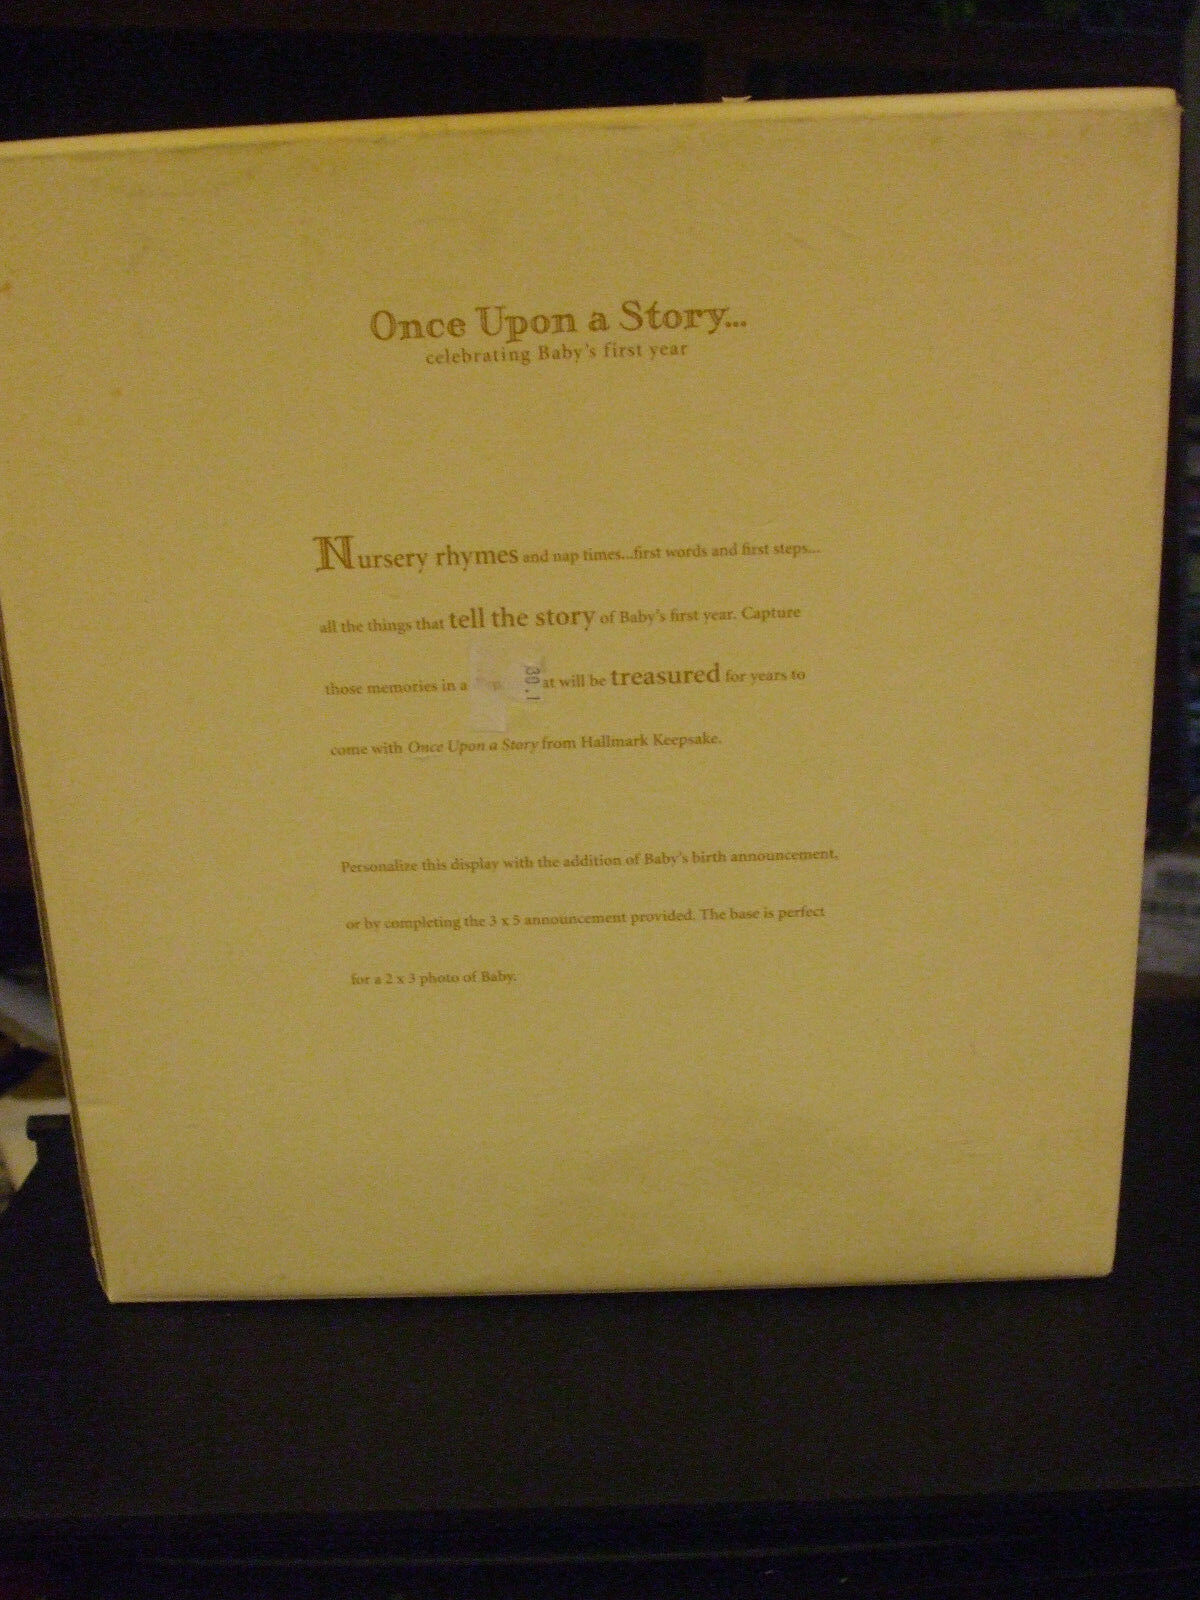 Once Upon a Story...
celebrating Baby's first year
Nursery rhymes and nap times...first words and first steps...
all the things that tell the story of Baby's first year. Capture
those memories in a at will be treasured for years to
30.1
come with Once Upon a Story from Hallmark Keepsake.
Personalize this display with the addition of Baby's birth announcement,
or by completing the 3 x 5 announcement provided. The base is perfect
for a 2 x 3 photo of Baby.